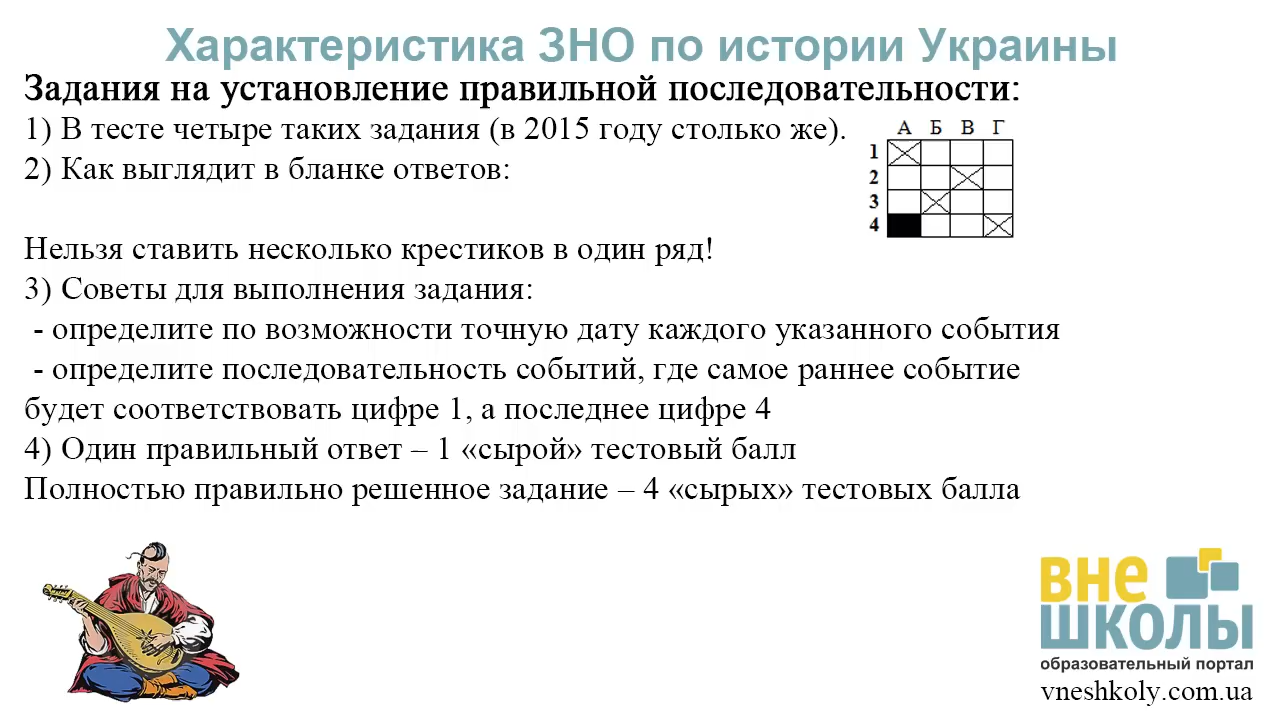 Характеристика ЗНО по истории Украины
Задания на установление правильной последовательности:
1) В тесте четыре таких задания (в 2015 году столько же).
2) Как выглядит в бланке ответов:
А Б В Г
1
2
3
4
Нельзя ставить несколько крестиков в один ряд!
3) Советы для выполнения задания:
- определите по возможности точную дату каждого указанного события
- определите последовательность событий, где самое раннее событие
будет соответствовать цифре 1, а последнее цифре 4
4) Один правильный ответ – 1 «сырой» тестовый балл
Полностью правильно решенное задание – 4 «сырых» тестовых балла
вне
школы
образовательный портал
vneshkoly.com.ua